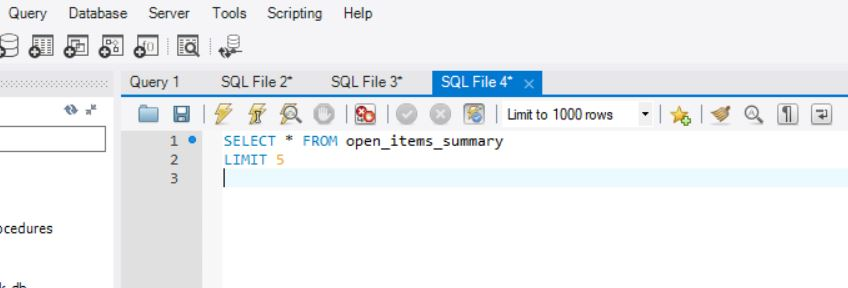 Query Database Server Tools Scripting Help
Query 1 SQL File 2* SQL File 3* SQL File 4*
Limit to 1000 rows
1 SELECT * FROM open_items_summary
2 LIMIT 5
3
ocedures